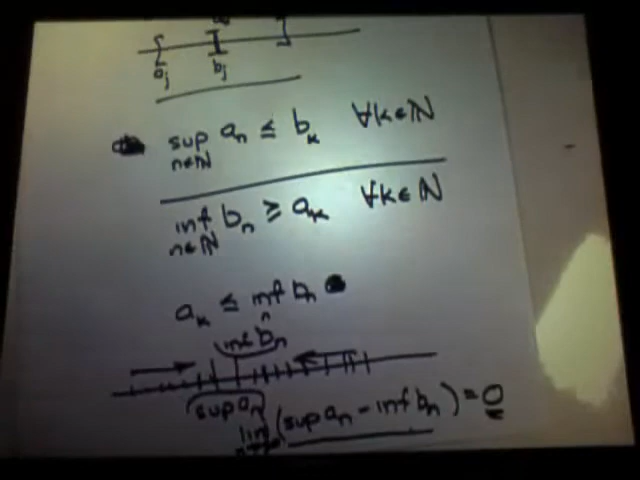 a_j b_j
sup a_n ≤ b_k ∀k∈ℕ
n∈ℕ
inf b_n ≥ a_k ∀k∈ℕ
n∈ℕ
a_k ≤ inf b_n
n
inf b_n
sup a_n
lim (sup a_n - inf b_n) = 0